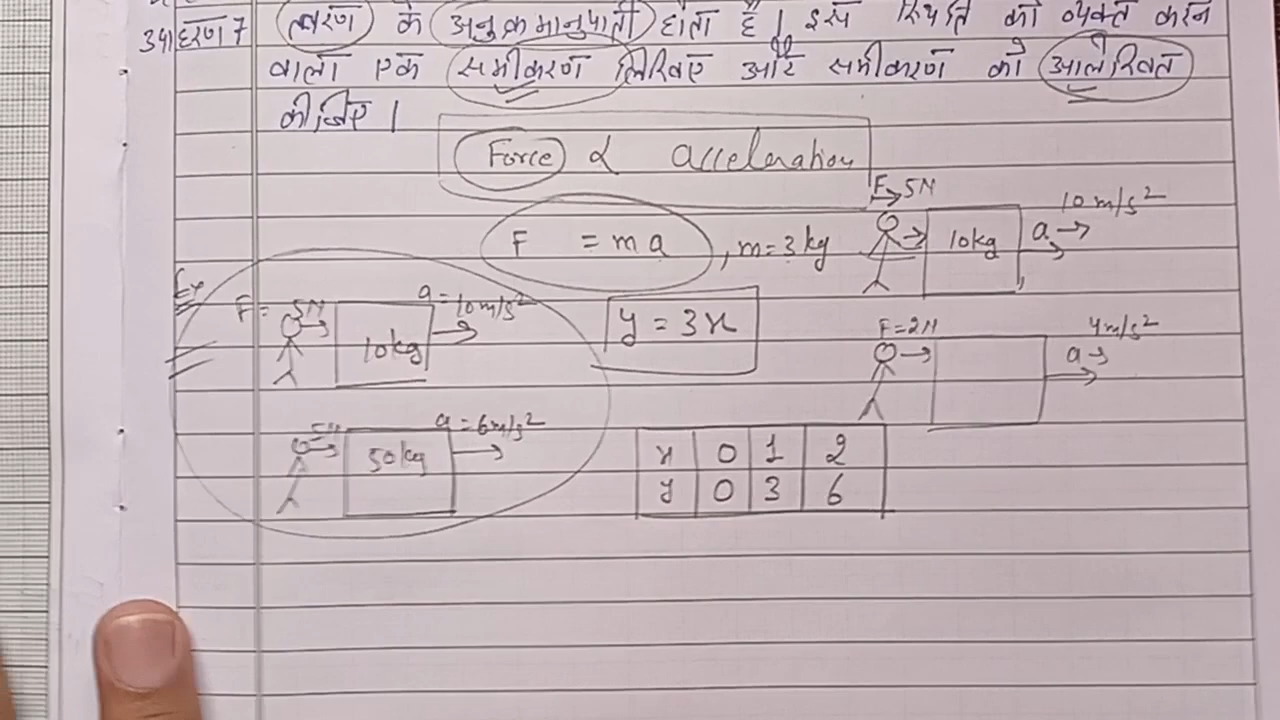 उदाहरण 7 त्वरण के अनुक्रमानुपाती होता है । इस स्थिति को व्यक्त करने
वाला एक समीकरण लिखिए और समीकरण को आलेखित
कीजिए ।
Force ∝ acceleration
F = ma , m = 3 kg
F 5N 10kg a → 10 m/s²
Ex
F = 5N 10kg a = 10m/s²
y = 3x
F = 2N a → 4m/s²
50kg a = 6m/s²
x 0 1 2
y 0 3 6